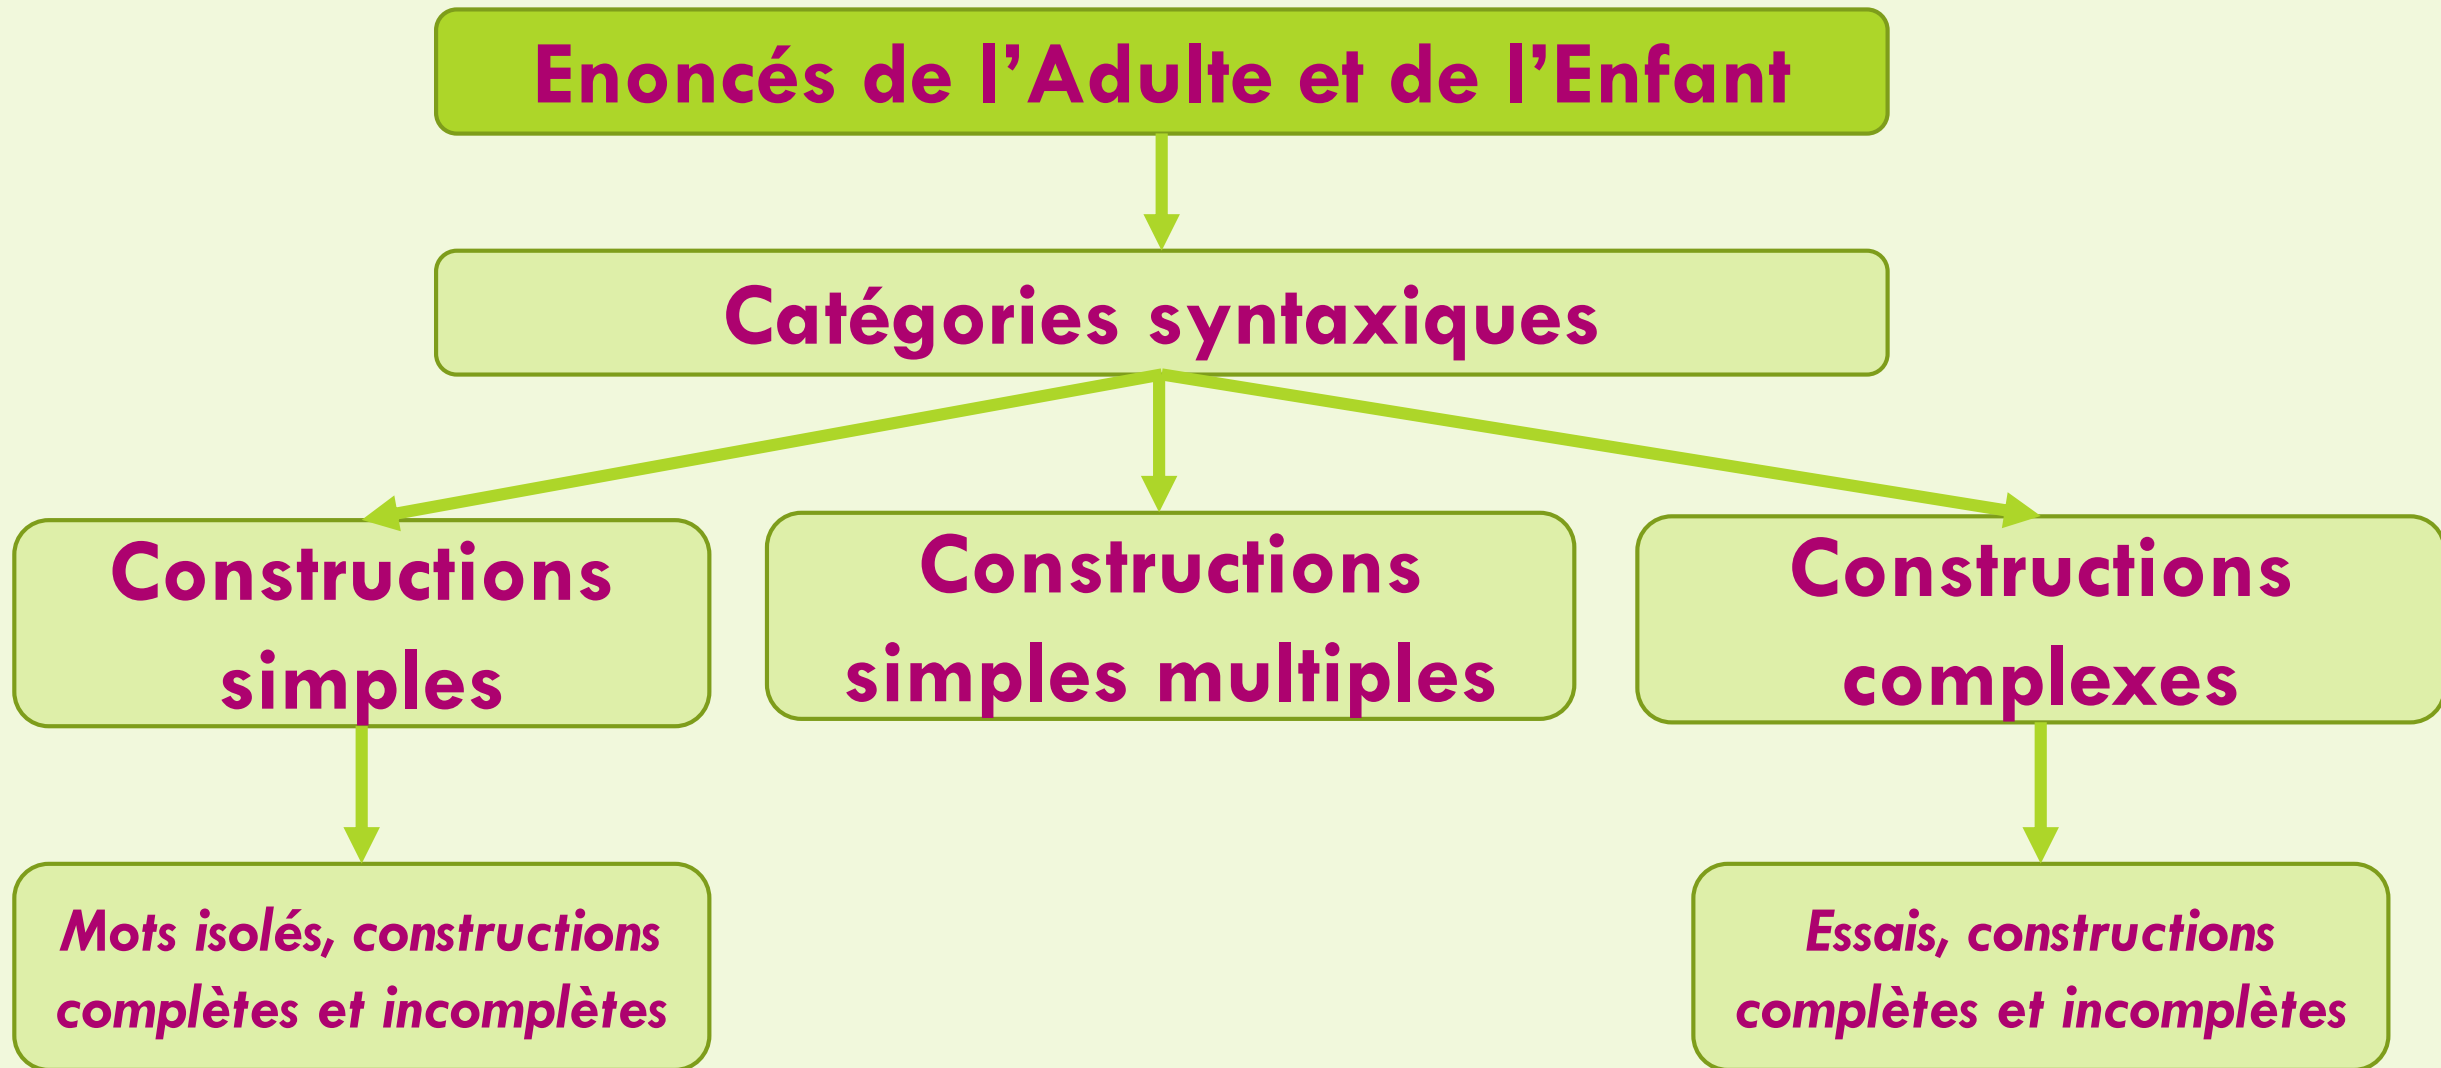 Enoncés de l’Adulte et de l’Enfant
Catégories syntaxiques
Constructions
simples
Constructions
simples multiples
Constructions
complexes
Mots isolés, constructions
complètes et incomplètes
Essais, constructions
complètes et incomplètes